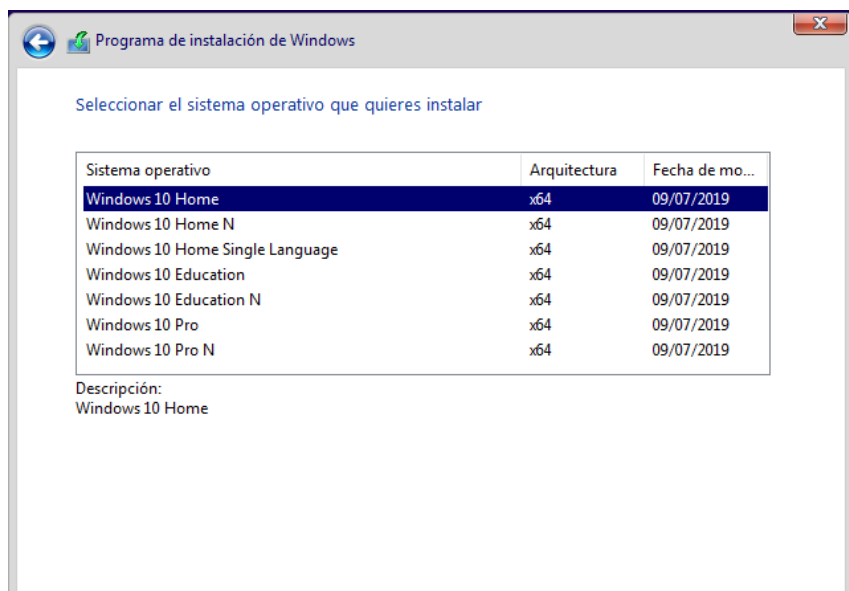 Programa de instalación de Windows
Seleccionar el sistema operativo que quieres instalar
Sistema operativo Arquitectura Fecha de mo...
Windows 10 Home x64 09/07/2019
Windows 10 Home N x64 09/07/2019
Windows 10 Home Single Language x64 09/07/2019
Windows 10 Education x64 09/07/2019
Windows 10 Education N x64 09/07/2019
Windows 10 Pro x64 09/07/2019
Windows 10 Pro N x64 09/07/2019
Descripción:
Windows 10 Home